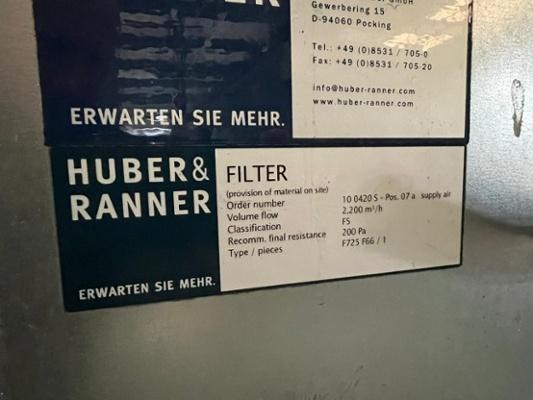 GmbH
Gewerbering 15
D-94060 Pocking
Tel.: +49 (0)8531 / 705-0
Fax: +49 (0)8531 / 705-20
info@huber-ranner.com
www.huber-ranner.com
ERWARTEN SIE MEHR.
HUBER&
RANNER
ERWARTEN SIE MEHR.
FILTER
(provision of material on site)
Order number 10 0420 S - Pos. 07 a supply air
Volume flow 2,200 m³/h
Classification F5
Recomm. final resistance 200 Pa
Type / pieces F725 F66 / 1